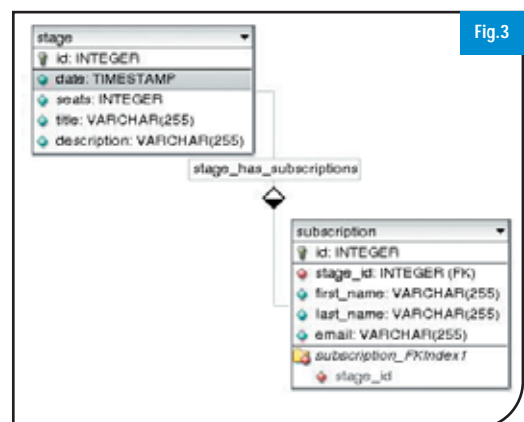 Fig.3
stage
id: INTEGER
date: TIMESTAMP
seats: INTEGER
title: VARCHAR(255)
description: VARCHAR(255)
stage_has_subscriptions
subscription
id: INTEGER
stage_id: INTEGER (FK)
first_name: VARCHAR(255)
last_name: VARCHAR(255)
email: VARCHAR(255)
subscription_FKIndex1
stage_id